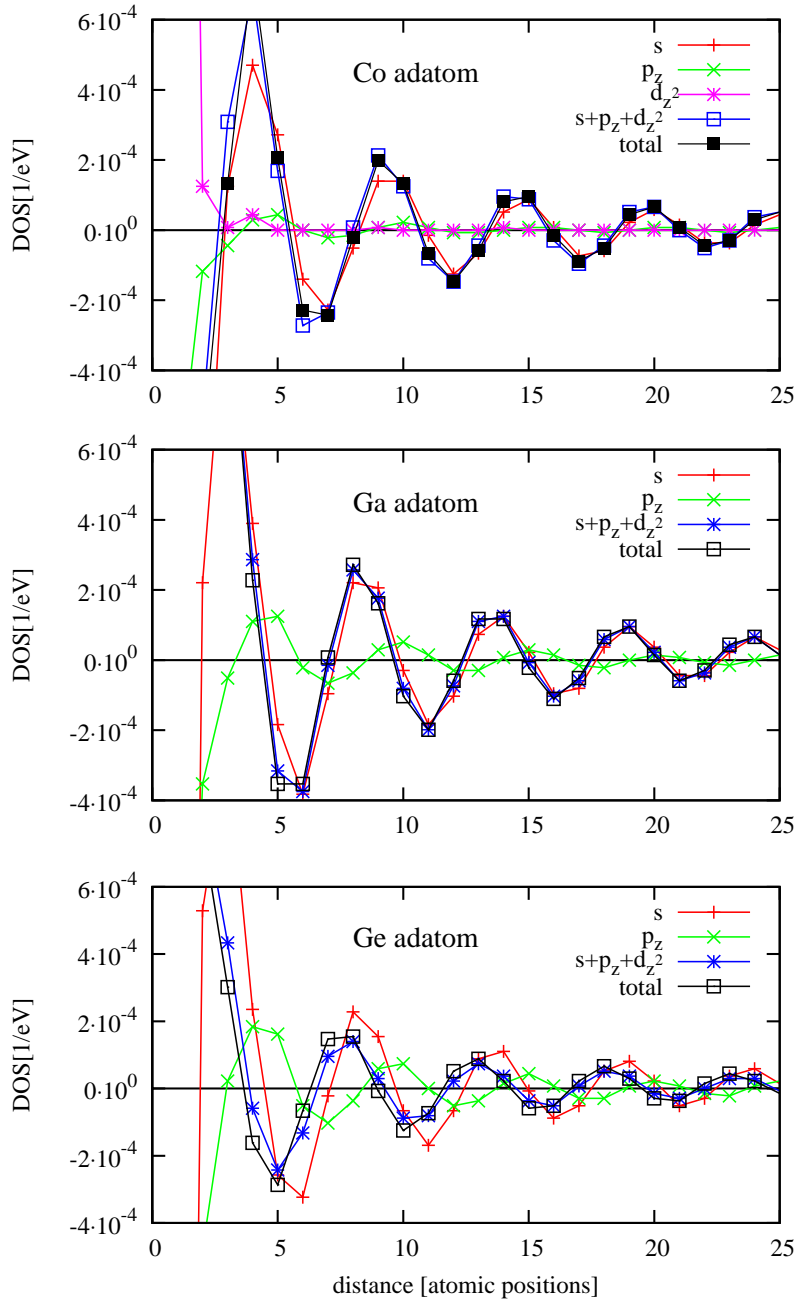 6·10⁻⁴
4·10⁻⁴
2·10⁻⁴
0·10⁰
-2·10⁻⁴
-4·10⁻⁴
DOS[1/eV]
Co adatom
s
p_z
d_z²
s+p_z+d_z²
total
0 5 10 15 20 25
6·10⁻⁴
4·10⁻⁴
2·10⁻⁴
0·10⁰
-2·10⁻⁴
-4·10⁻⁴
DOS[1/eV]
Ga adatom
s
p_z
s+p_z+d_z²
total
0 5 10 15 20 25
6·10⁻⁴
4·10⁻⁴
2·10⁻⁴
0·10⁰
-2·10⁻⁴
-4·10⁻⁴
DOS[1/eV]
Ge adatom
s
p_z
s+p_z+d_z²
total
0 5 10 15 20 25
distance [atomic positions]